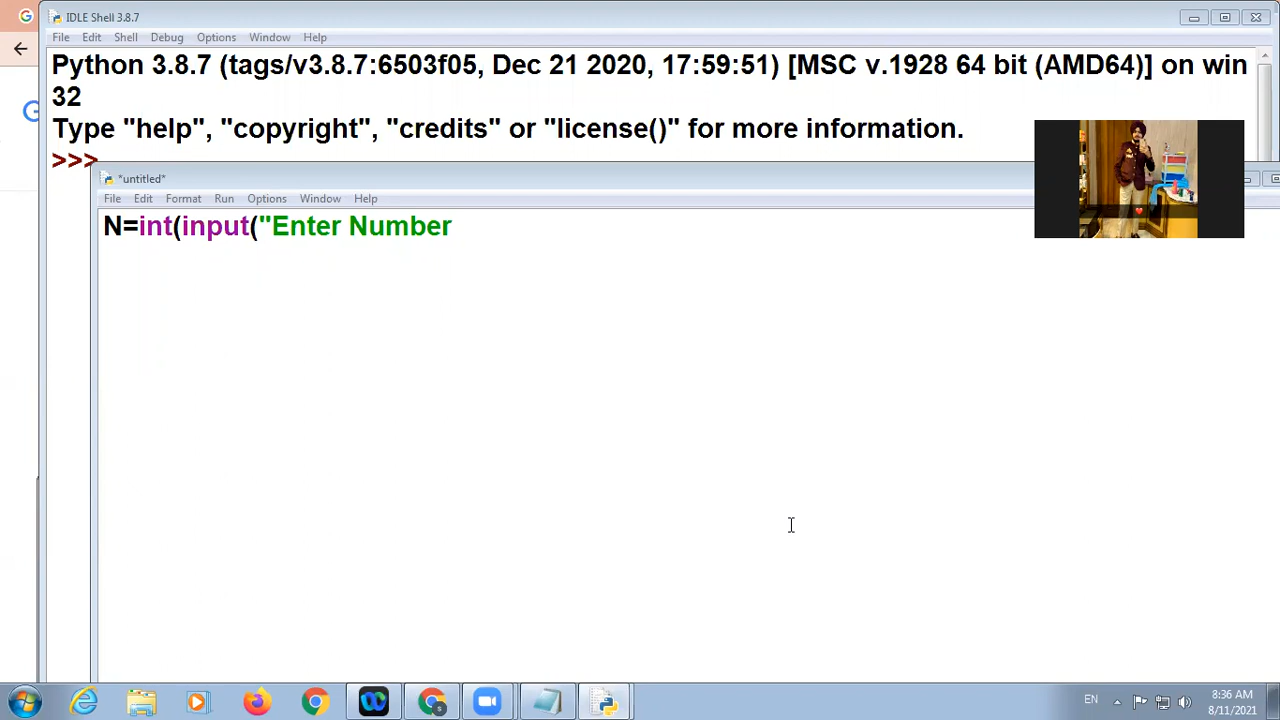 IDLE Shell 3.8.7
File Edit Shell Debug Options Window Help
Python 3.8.7 (tags/v3.8.7:6503f05, Dec 21 2020, 17:59:51) [MSC v.1928 64 bit (AMD64)] on win
32
Type "help", "copyright", "credits" or "license()" for more information.
>>>
*untitled*
File Edit Format Run Options Window Help
N=int(input("Enter Number
EN
8:36 AM
8/11/2021